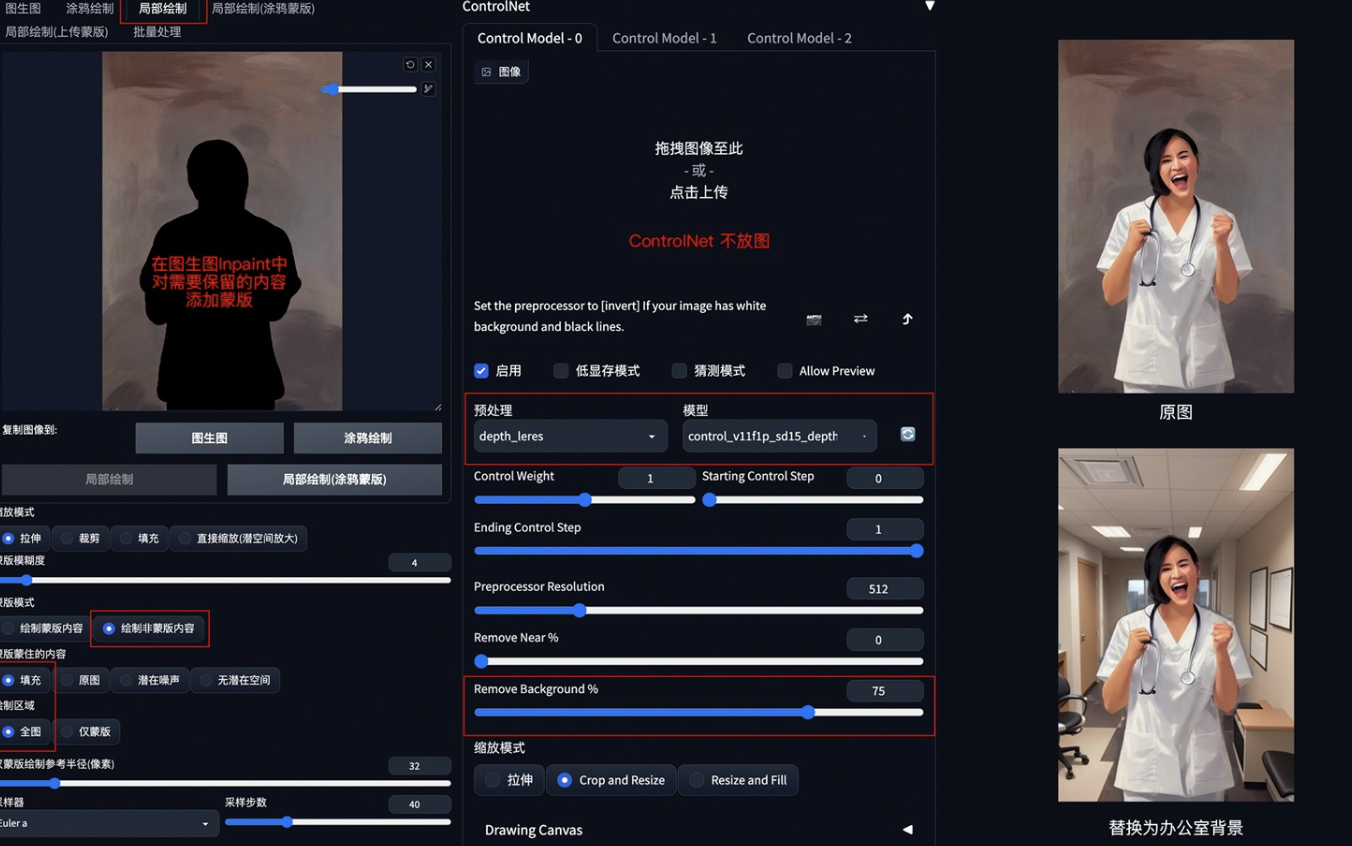 图生图 涂鸦绘制 局部绘制 局部绘制(涂鸦蒙版)
局部绘制(上传蒙版) 批量处理
在图生图Inpaint中
对需要保留的内容
添加蒙版
复制图像到:
图生图 涂鸦绘制
局部绘制 局部绘制(涂鸦蒙版)
缩放模式
拉伸 裁剪 填充 直接缩放(潜空间放大)
版模糊度 4
版模式
绘制蒙版内容 绘制非蒙版内容
版蒙住的内容
填充 原图 潜在噪声 无潜在空间
绘制区域
全图 仅蒙版
仅蒙版绘制参考半径(像素) 32
采样器 采样步数 40
Euler a
ControlNet
Control Model - 0 Control Model - 1 Control Model - 2
图像
拖拽图像至此
- 或 -
点击上传
ControlNet 不放图
Set the preprocessor to [invert] If your image has white
background and black lines.
启用 低显存模式 猜测模式 Allow Preview
预处理 模型
depth_leres control_v11f1p_sd15_depth
Control Weight 1 Starting Control Step 0
Ending Control Step 1
Preprocessor Resolution 512
Remove Near % 0
Remove Background % 75
缩放模式
拉伸 Crop and Resize Resize and Fill
Drawing Canvas
原图
替换为办公室背景